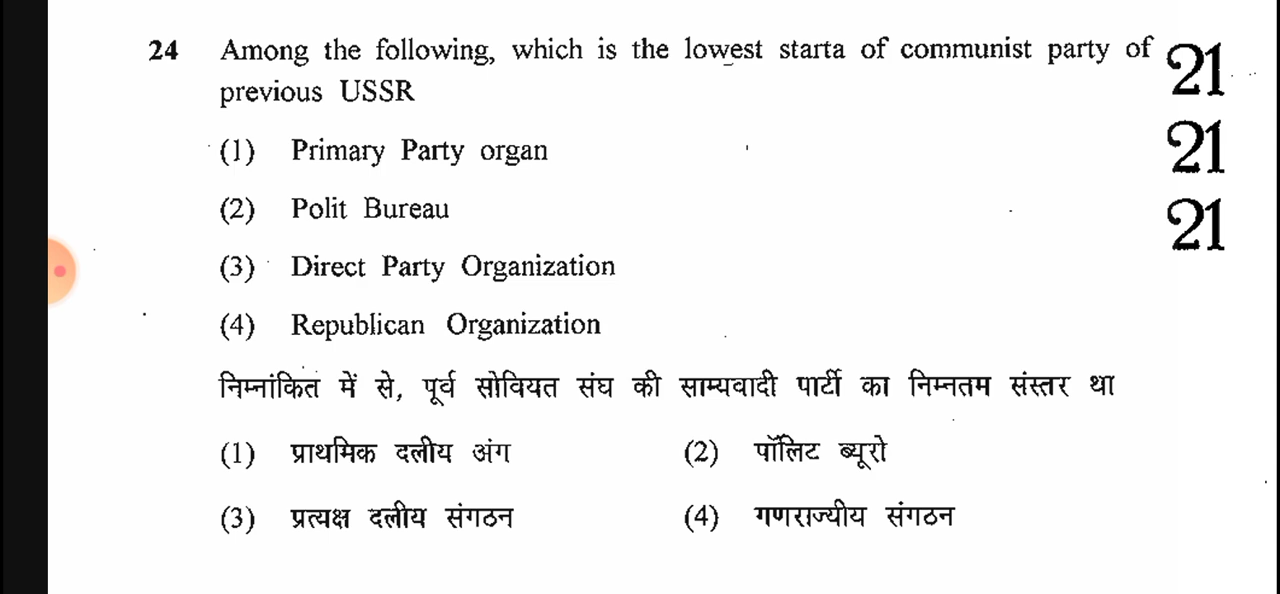 24 Among the following, which is the lowest starta of communist party of
previous USSR
(1) Primary Party organ
(2) Polit Bureau
(3) Direct Party Organization
(4) Republican Organization
निम्नांकित में से, पूर्व सोवियत संघ की साम्यवादी पार्टी का निम्नतम संस्तर था
(1) प्राथमिक दलीय अंग (2) पॉलिट ब्यूरो
(3) प्रत्यक्ष दलीय संगठन (4) गणराज्यीय संगठन
21
21
21